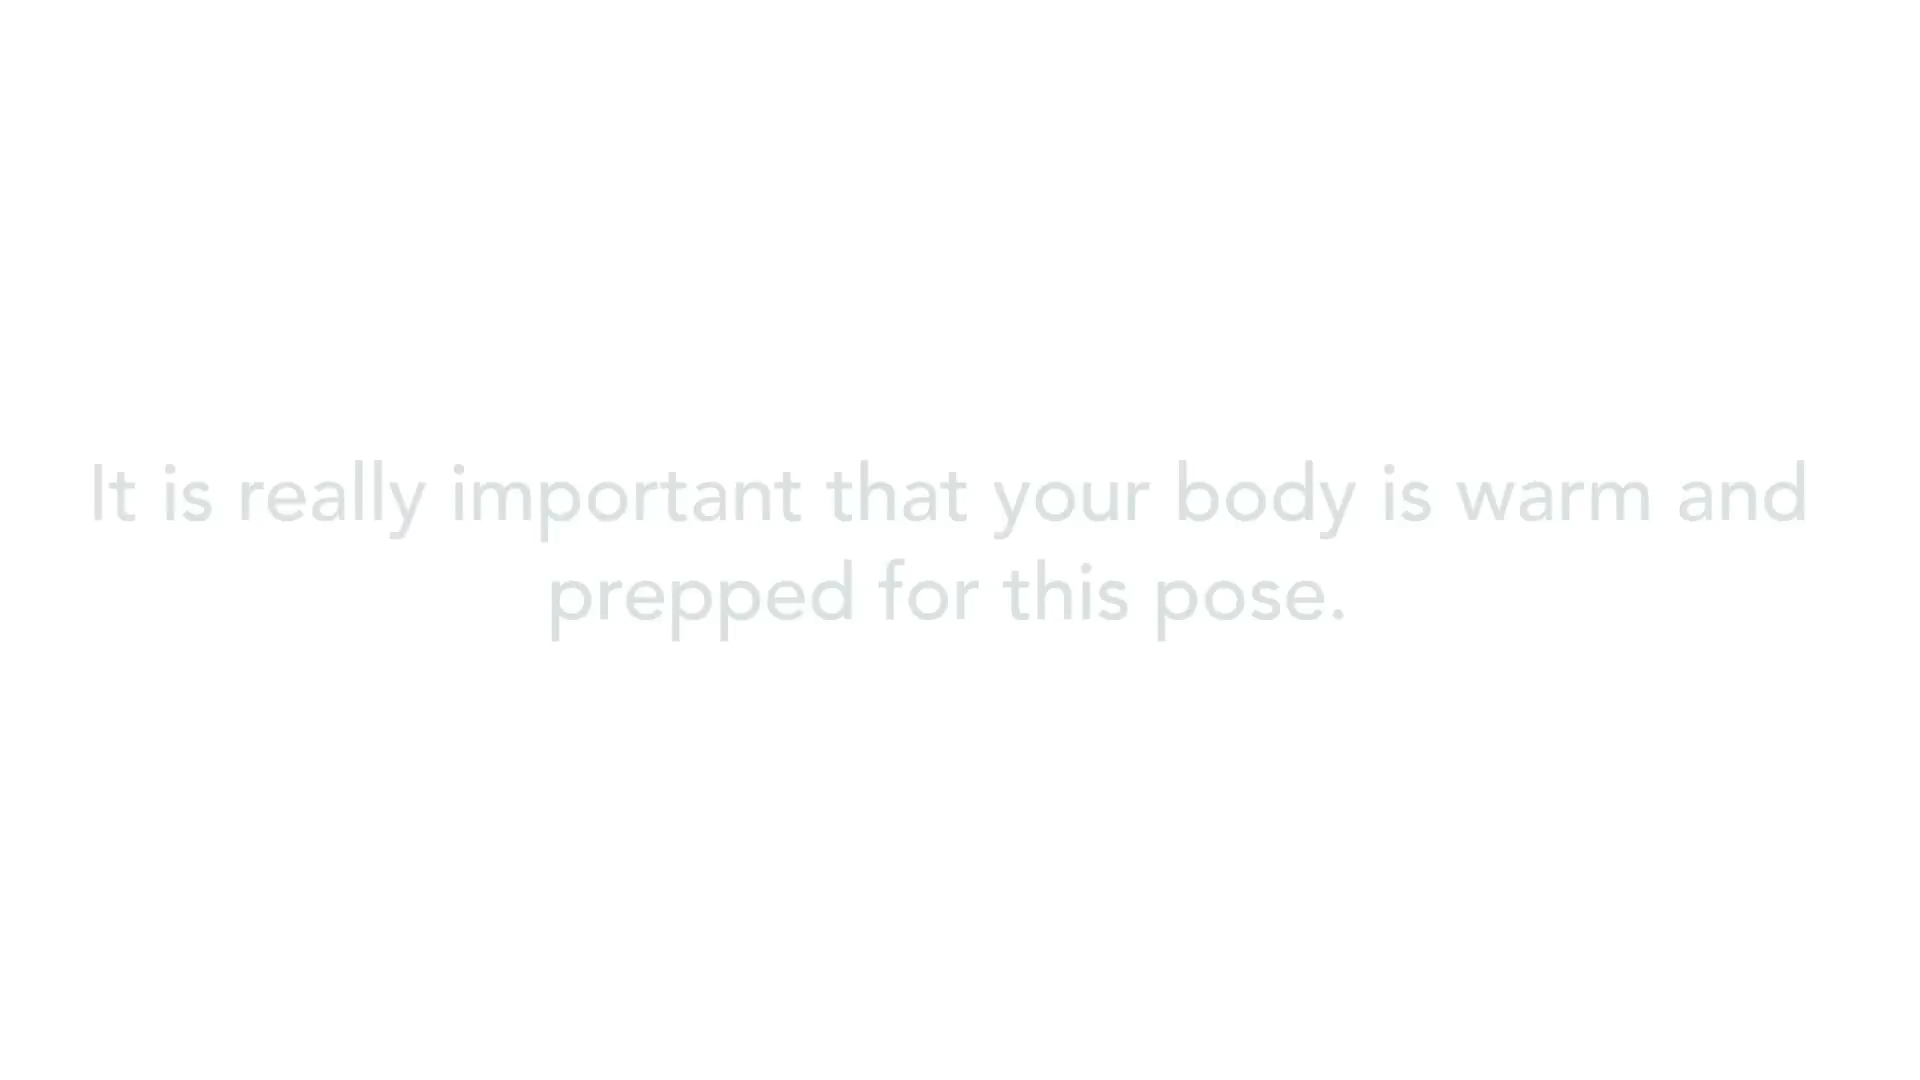 It is really important that your body is warm and
prepped for this pose.